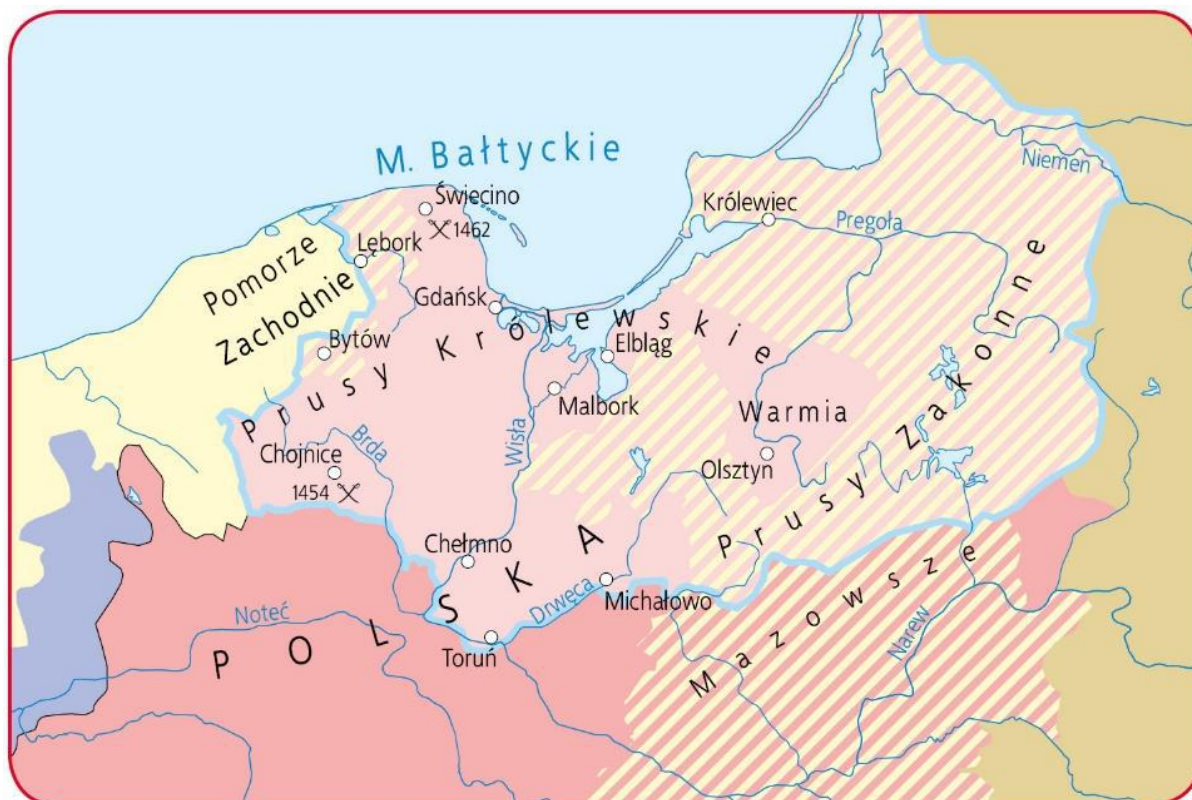 M. Bałtyckie
Niemen
Świecino
1462
Królewiec
Pregoła
Lębork
Pomorze
Zachodnie
Gdańsk
Prusy Królewskie
Elbląg
Bytów
Malbork
Warmia
Prusy Zakonne
Chojnice
1454
Brda
Wisła
Olsztyn
Chełmno
Drwęca
Michałowo
Mazowsze
Noteć
POLSKA
Toruń
Narew